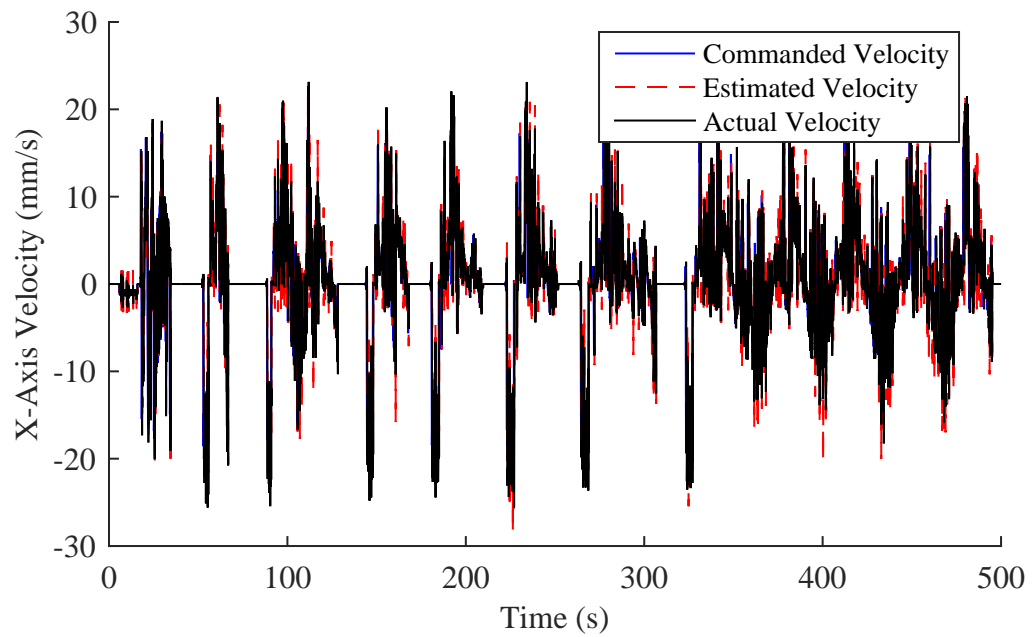 30
20
10
0
-10
-20
-30
X-Axis Velocity (mm/s)
Commanded Velocity
Estimated Velocity
Actual Velocity
0 100 200 300 400 500
Time (s)